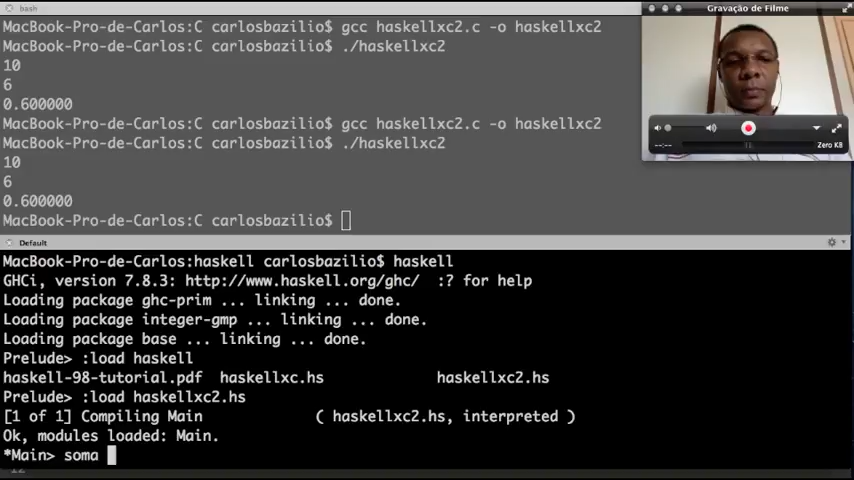 bash
MacBook-Pro-de-Carlos:C carlosbazilio$ gcc haskellxc2.c -o haskellxc2
MacBook-Pro-de-Carlos:C carlosbazilio$ ./haskellxc2
10
6
0.600000
MacBook-Pro-de-Carlos:C carlosbazilio$ gcc haskellxc2.c -o haskellxc2
MacBook-Pro-de-Carlos:C carlosbazilio$ ./haskellxc2
10
6
0.600000
MacBook-Pro-de-Carlos:C carlosbazilio$
Gravação de Filme
--:--
Zero KB
Default
MacBook-Pro-de-Carlos:haskell carlosbazilio$ haskell
GHCi, version 7.8.3: http://www.haskell.org/ghc/  :? for help
Loading package ghc-prim ... linking ... done.
Loading package integer-gmp ... linking ... done.
Loading package base ... linking ... done.
Prelude> :load haskell
haskell-98-tutorial.pdf  haskellxc.hs             haskellxc2.hs
Prelude> :load haskellxc2.hs
[1 of 1] Compiling Main             ( haskellxc2.hs, interpreted )
Ok, modules loaded: Main.
*Main> soma